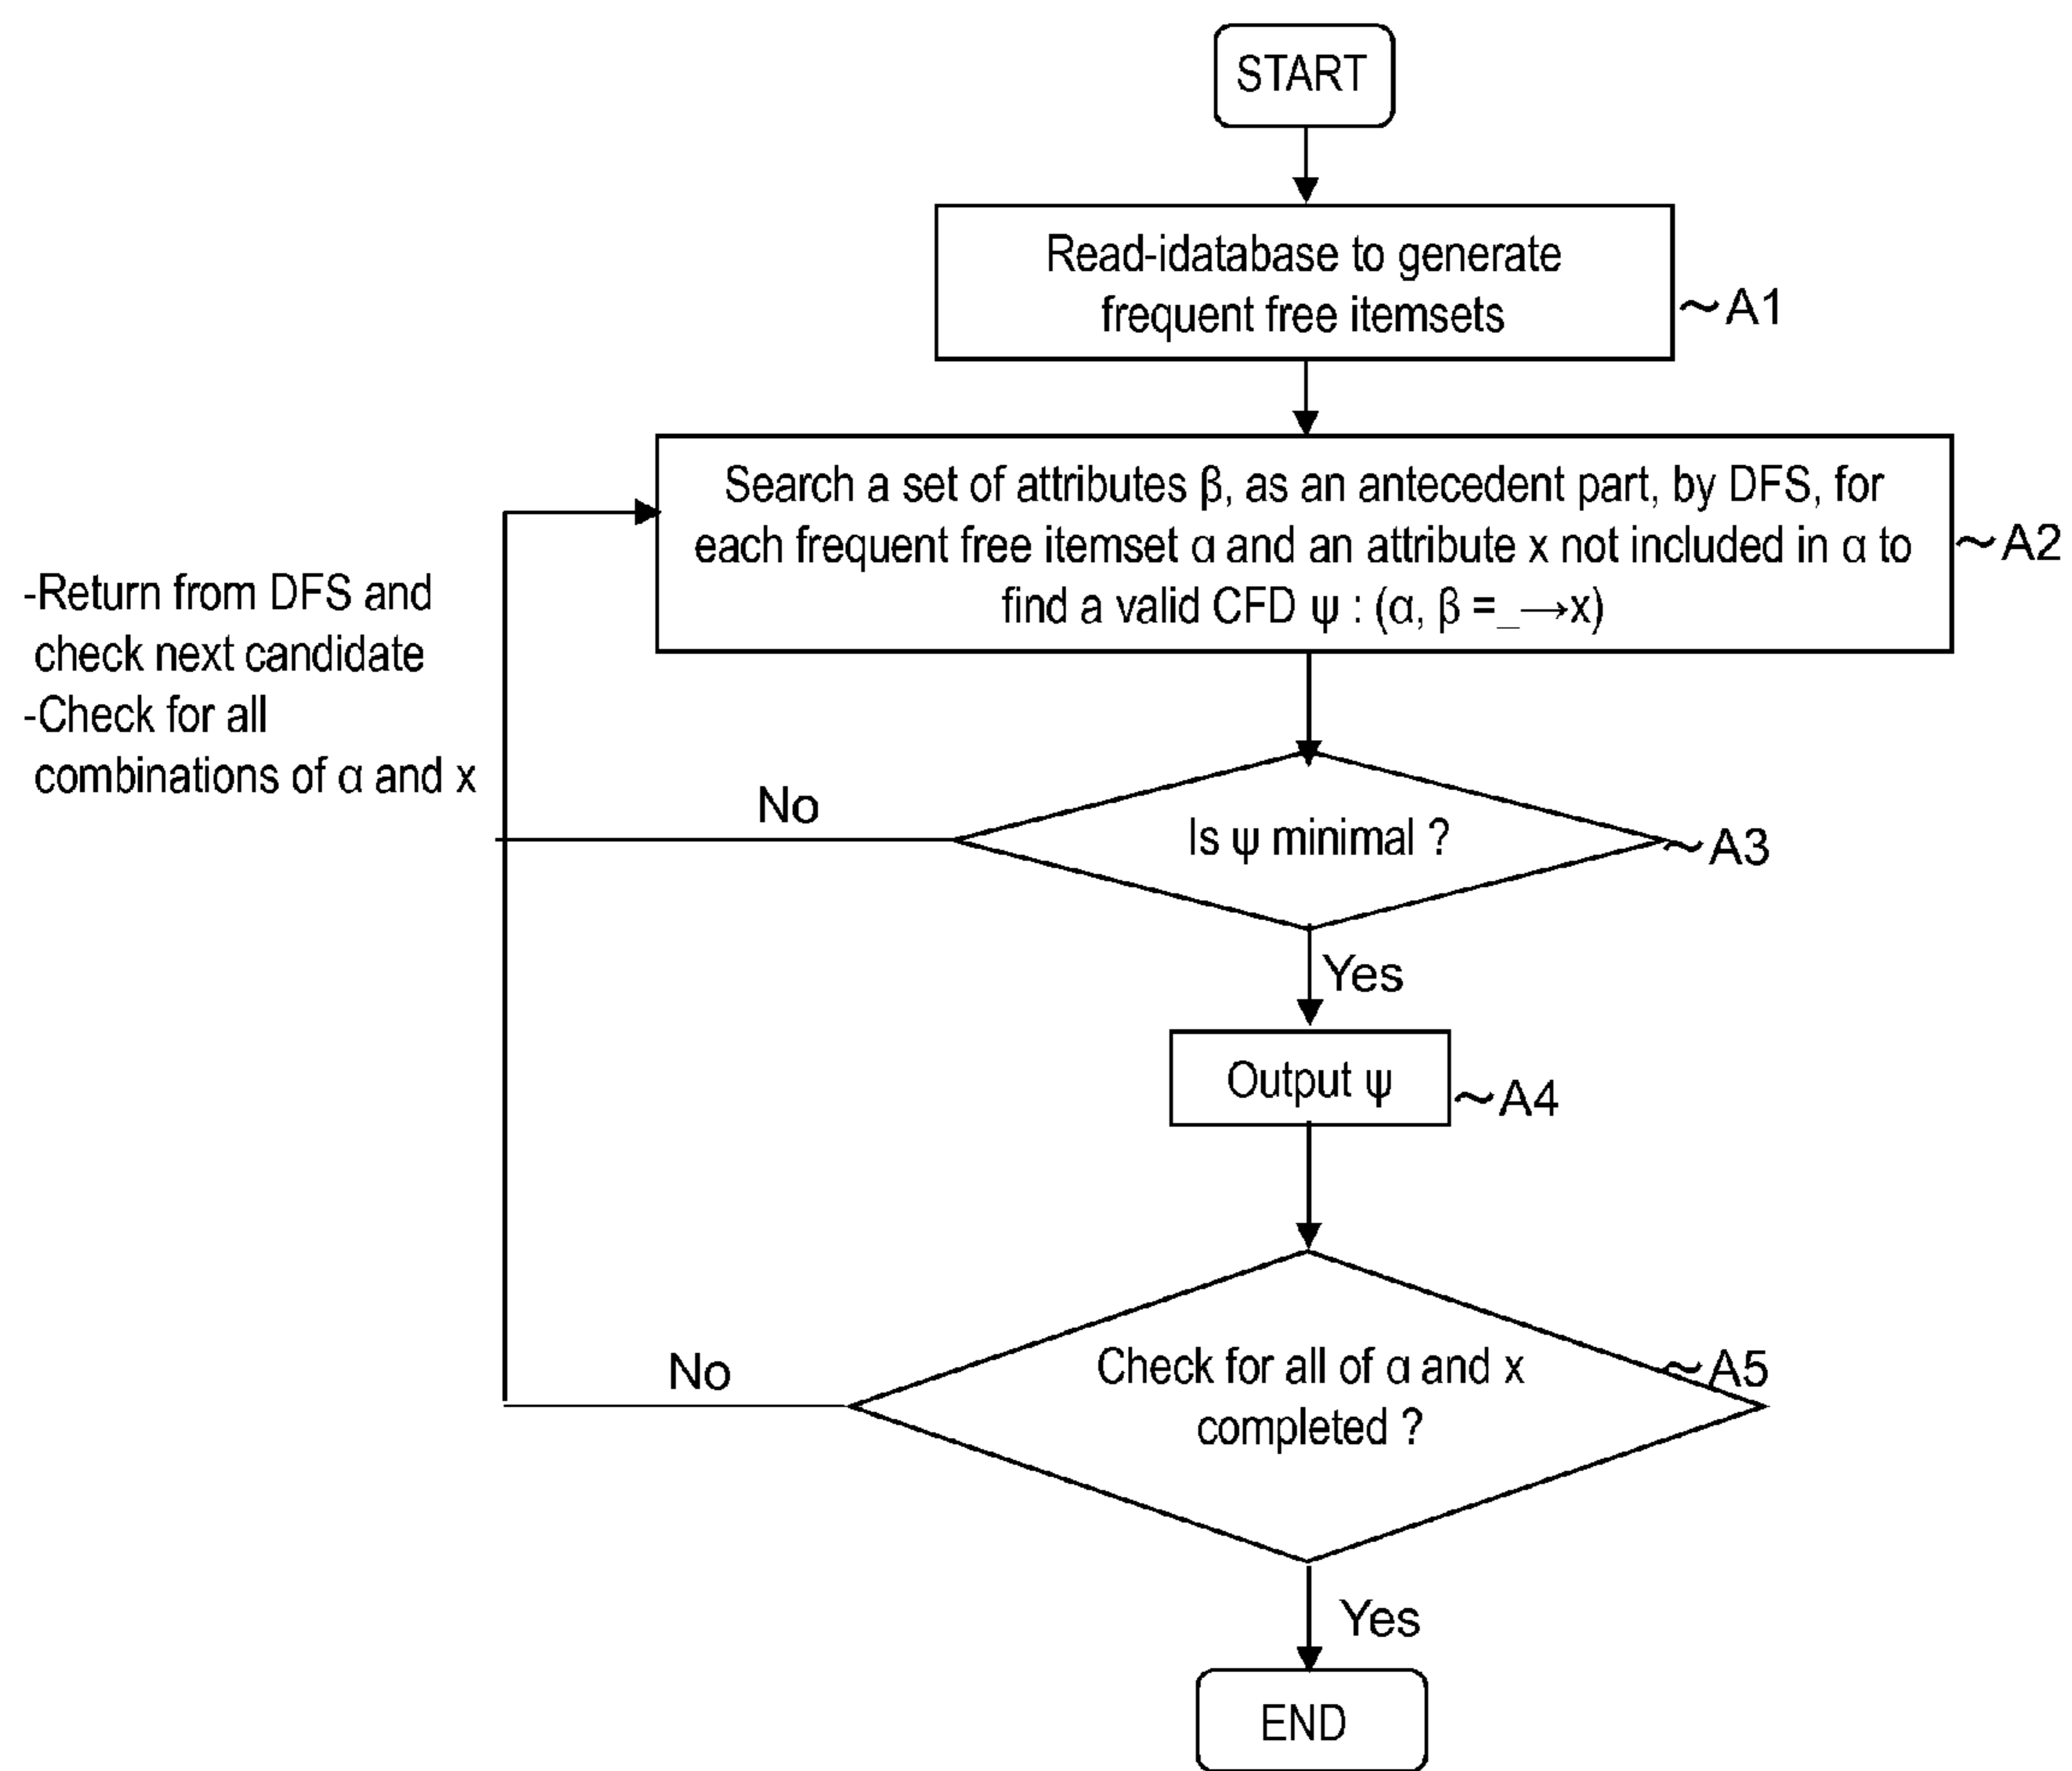 START
Read-idatabase to generate
frequent free itemsets
~A1
Search a set of attributes β, as an antecedent part, by DFS, for
each frequent free itemset α and an attribute x not included in α to
find a valid CFD ψ : (α, β =_→x)
~A2
-Return from DFS and
check next candidate
-Check for all
combinations of α and x
No
Is ψ minimal ?
~A3
Yes
Output ψ
~A4
No
Check for all of α and x
completed ?
~A5
Yes
END